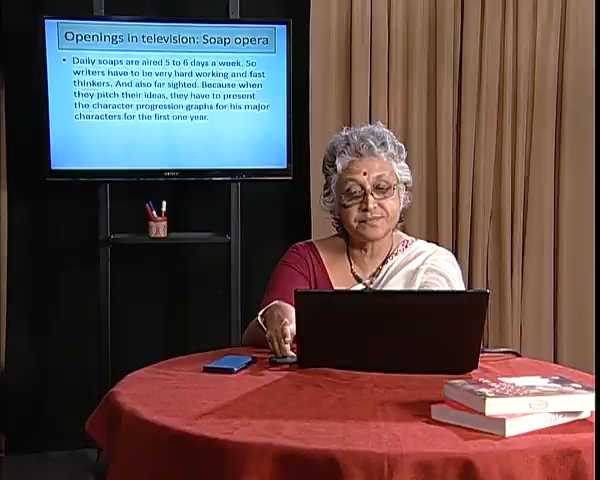 Openings in television: Soap opera
• Daily soaps are aired 5 to 6 days a week. So
writers have to be very hard working and fast
thinkers. And also far sighted. Because when
they pitch their ideas, they have to present
the character progression graphs for his major
characters for the first one year.